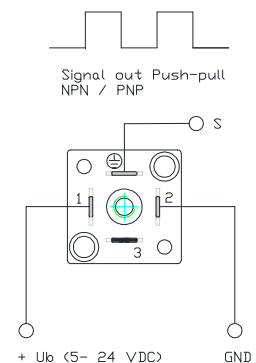 Signal out Push-pull
NPN / PNP
S
1
2
3
+ Ub (5- 24 VDC)
GND